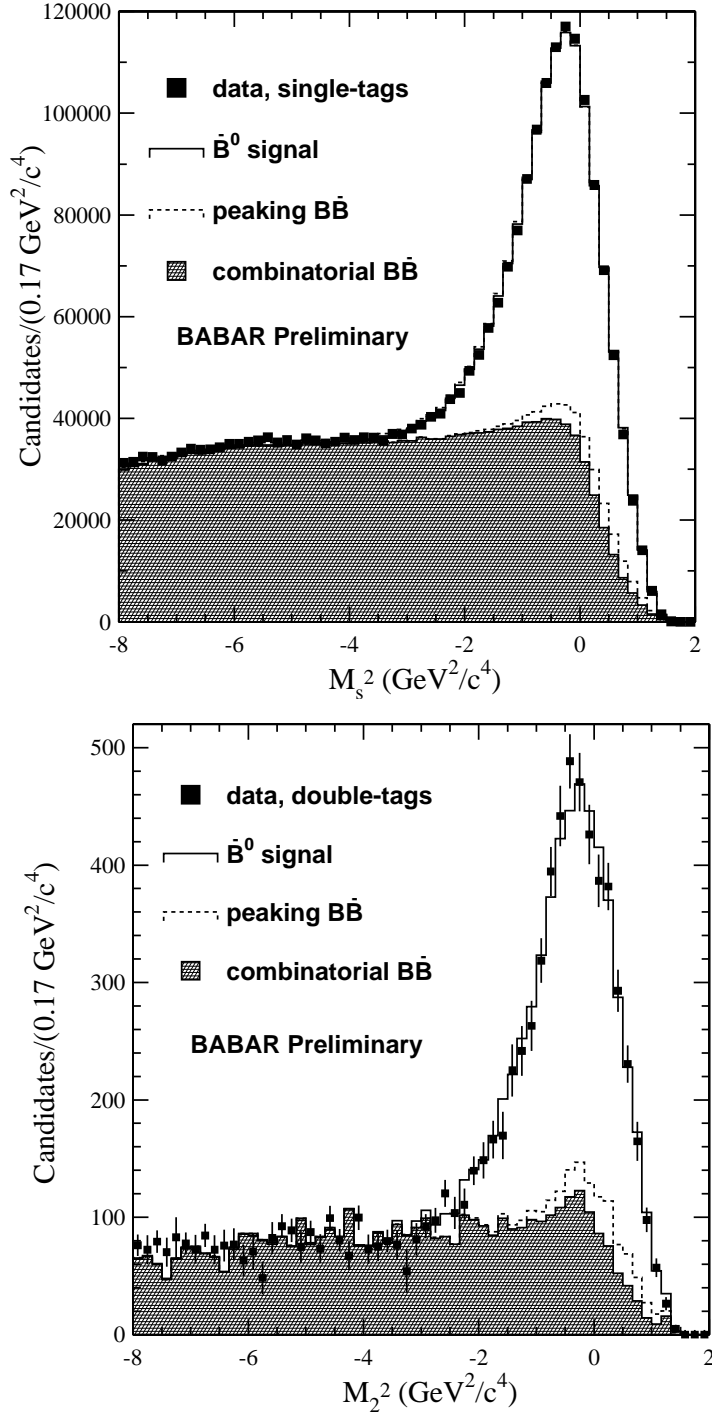 120000
100000
80000
60000
40000
20000
0
Candidates/(0.17 GeV²/c⁴)
data, single-tags
B̄⁰ signal
peaking BB̄
combinatorial BB̄
BABAR Preliminary
-8 -6 -4 -2 0 2
Mₛ² (GeV²/c⁴)
500
400
300
200
100
0
Candidates/(0.17 GeV²/c⁴)
data, double-tags
B̄⁰ signal
peaking BB̄
combinatorial BB̄
BABAR Preliminary
-8 -6 -4 -2 0 2
M₂² (GeV²/c⁴)